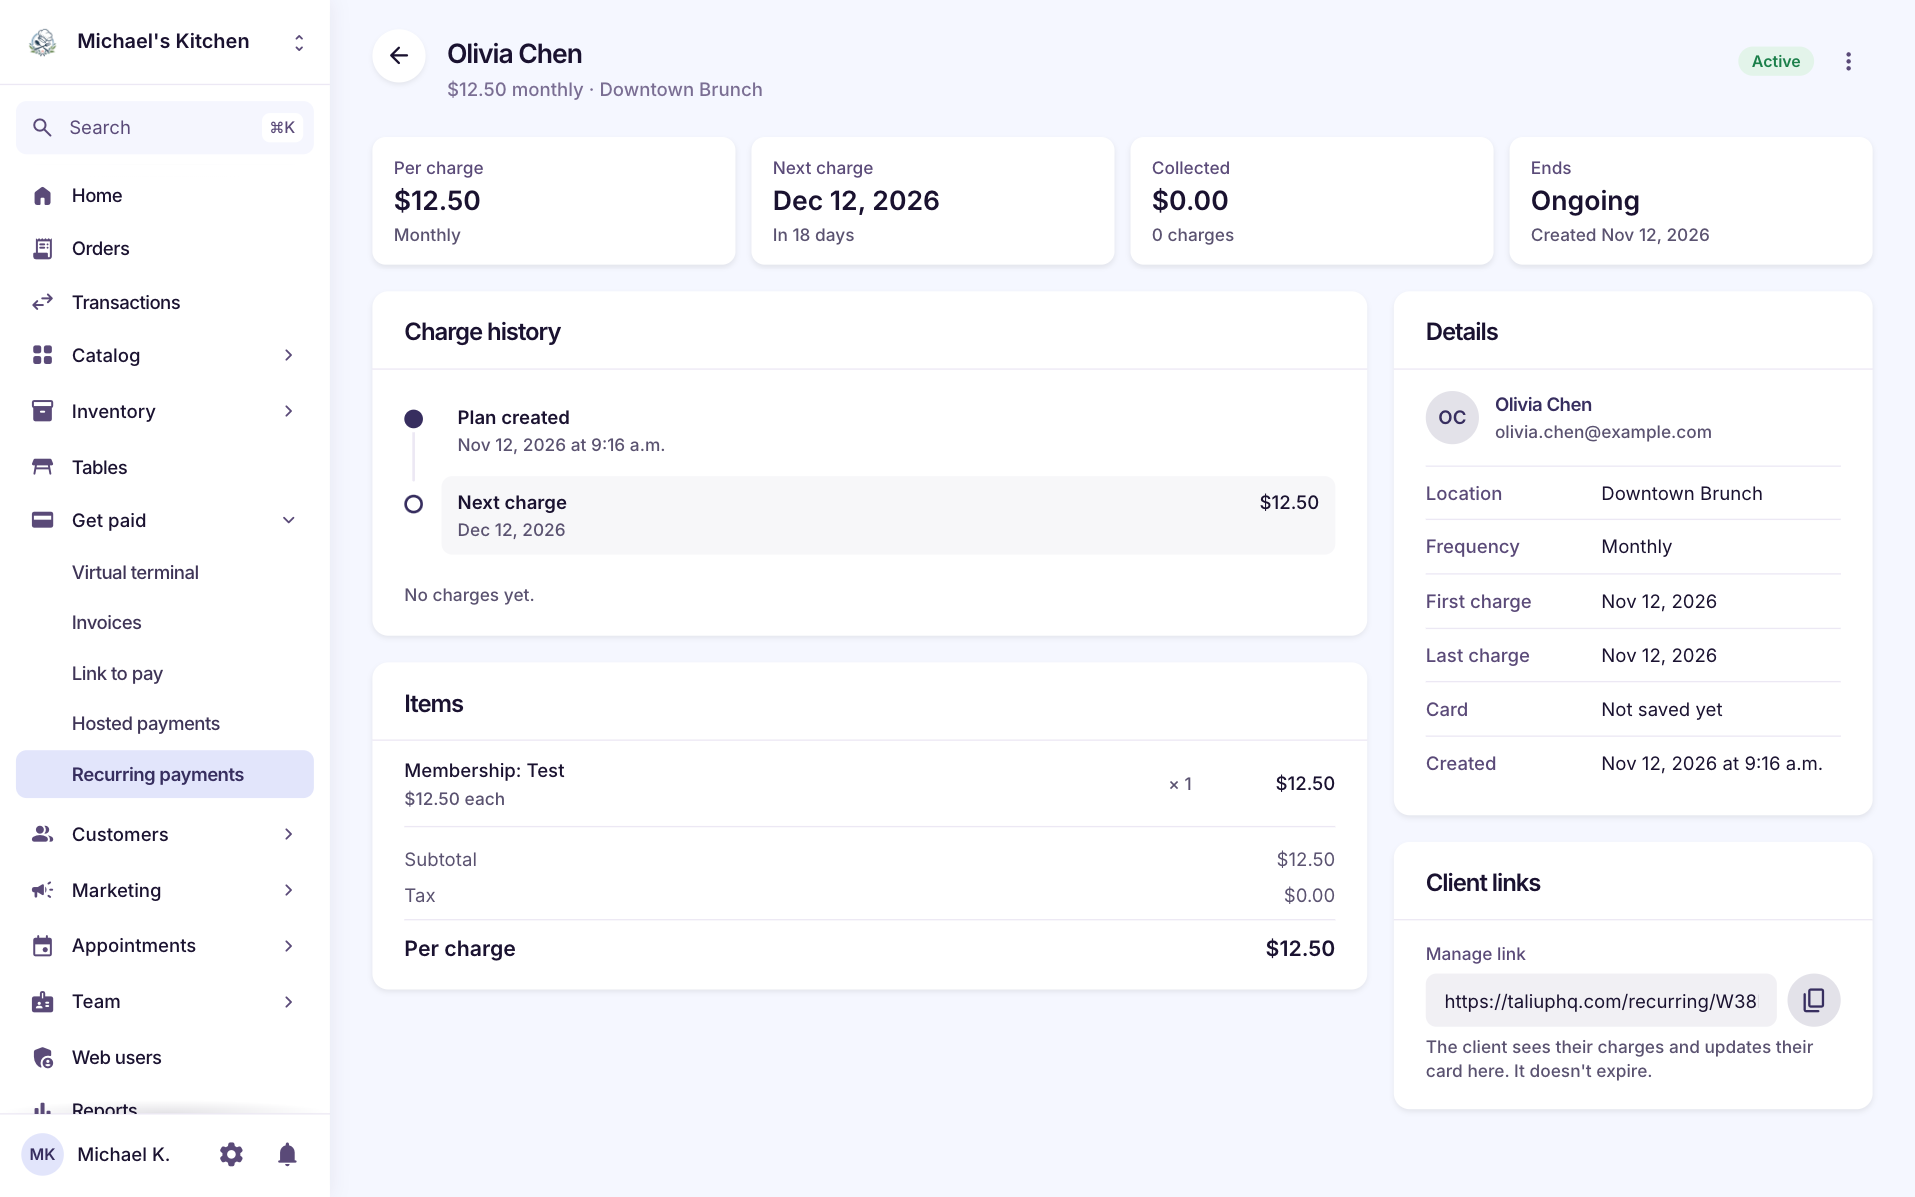 Michael's Kitchen
Search
⌘K
Home
Orders
Transactions
Catalog
Inventory
Tables
Get paid
Virtual terminal
Invoices
Link to pay
Hosted payments
Recurring payments
Customers
Marketing
Appointments
Team
Web users
Reports
MK
Michael K.
Olivia Chen
$12.50 monthly · Downtown Brunch
Active
Per charge
$12.50
Monthly
Next charge
Dec 12, 2026
In 18 days
Collected
$0.00
0 charges
Ends
Ongoing
Created Nov 12, 2026
Charge history
Plan created
Nov 12, 2026 at 9:16 a.m.
Next charge
$12.50
Dec 12, 2026
No charges yet.
Items
Membership: Test
$12.50 each
× 1
$12.50
Subtotal
$12.50
Tax
$0.00
Per charge
$12.50
Details
OC
Olivia Chen
olivia.chen@example.com
Location
Downtown Brunch
Frequency
Monthly
First charge
Nov 12, 2026
Last charge
Nov 12, 2026
Card
Not saved yet
Created
Nov 12, 2026 at 9:16 a.m.
Client links
Manage link
https://taliuphq.com/recurring/W38
The client sees their charges and updates their
card here. It doesn't expire.